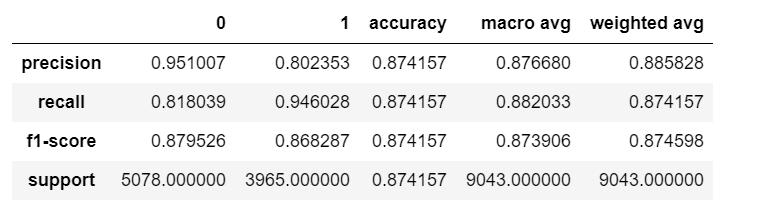 0 1 accuracy macro avg weighted avg
precision 0.951007 0.802353 0.874157 0.876680 0.885828
recall 0.818039 0.946028 0.874157 0.882033 0.874157
f1-score 0.879526 0.868287 0.874157 0.873906 0.874598
support 5078.000000 3965.000000 0.874157 9043.000000 9043.000000